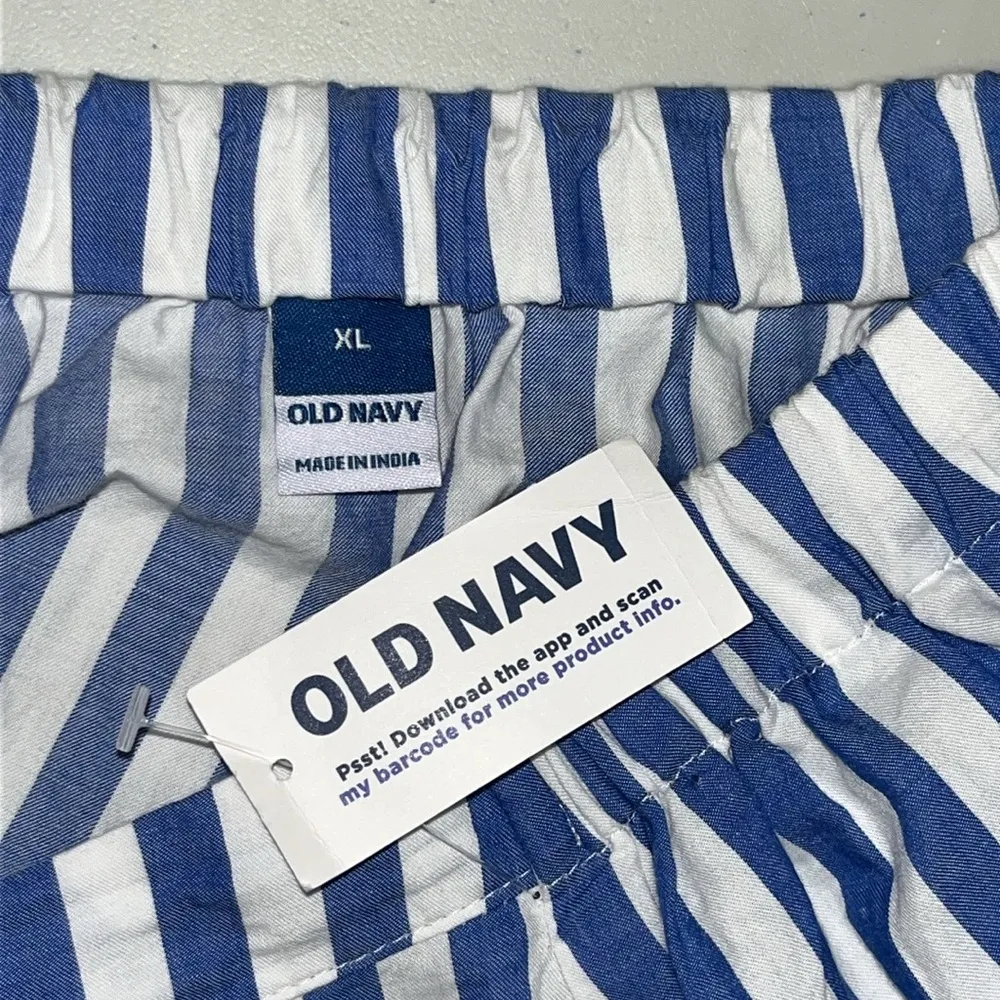 XL
OLD NAVY
MADE IN INDIA
OLD NAVY
Psst! Download the app and scan
my barcode for more product info.